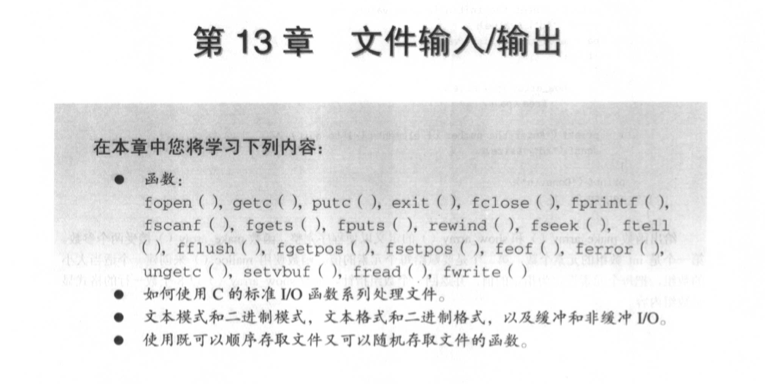 第 13 章 文件输入/输出
在本章中您将学习下列内容：
● 函数：
fopen ( ), getc ( ), putc ( ), exit ( ), fclose ( ), fprintf ( ),
fscanf ( ), fgets ( ), fputs ( ), rewind ( ), fseek ( ), ftell
( ), fflush ( ), fgetpos ( ), fsetpos ( ), feof ( ), ferror ( ),
ungetc ( ), setvbuf ( ), fread ( ), fwrite ( )
● 如何使用 C 的标准 I/O 函数系列处理文件。
● 文本模式和二进制模式，文本格式和二进制格式，以及缓冲和非缓冲 I/O。
● 使用既可以顺序存取文件又可以随机存取文件的函数。